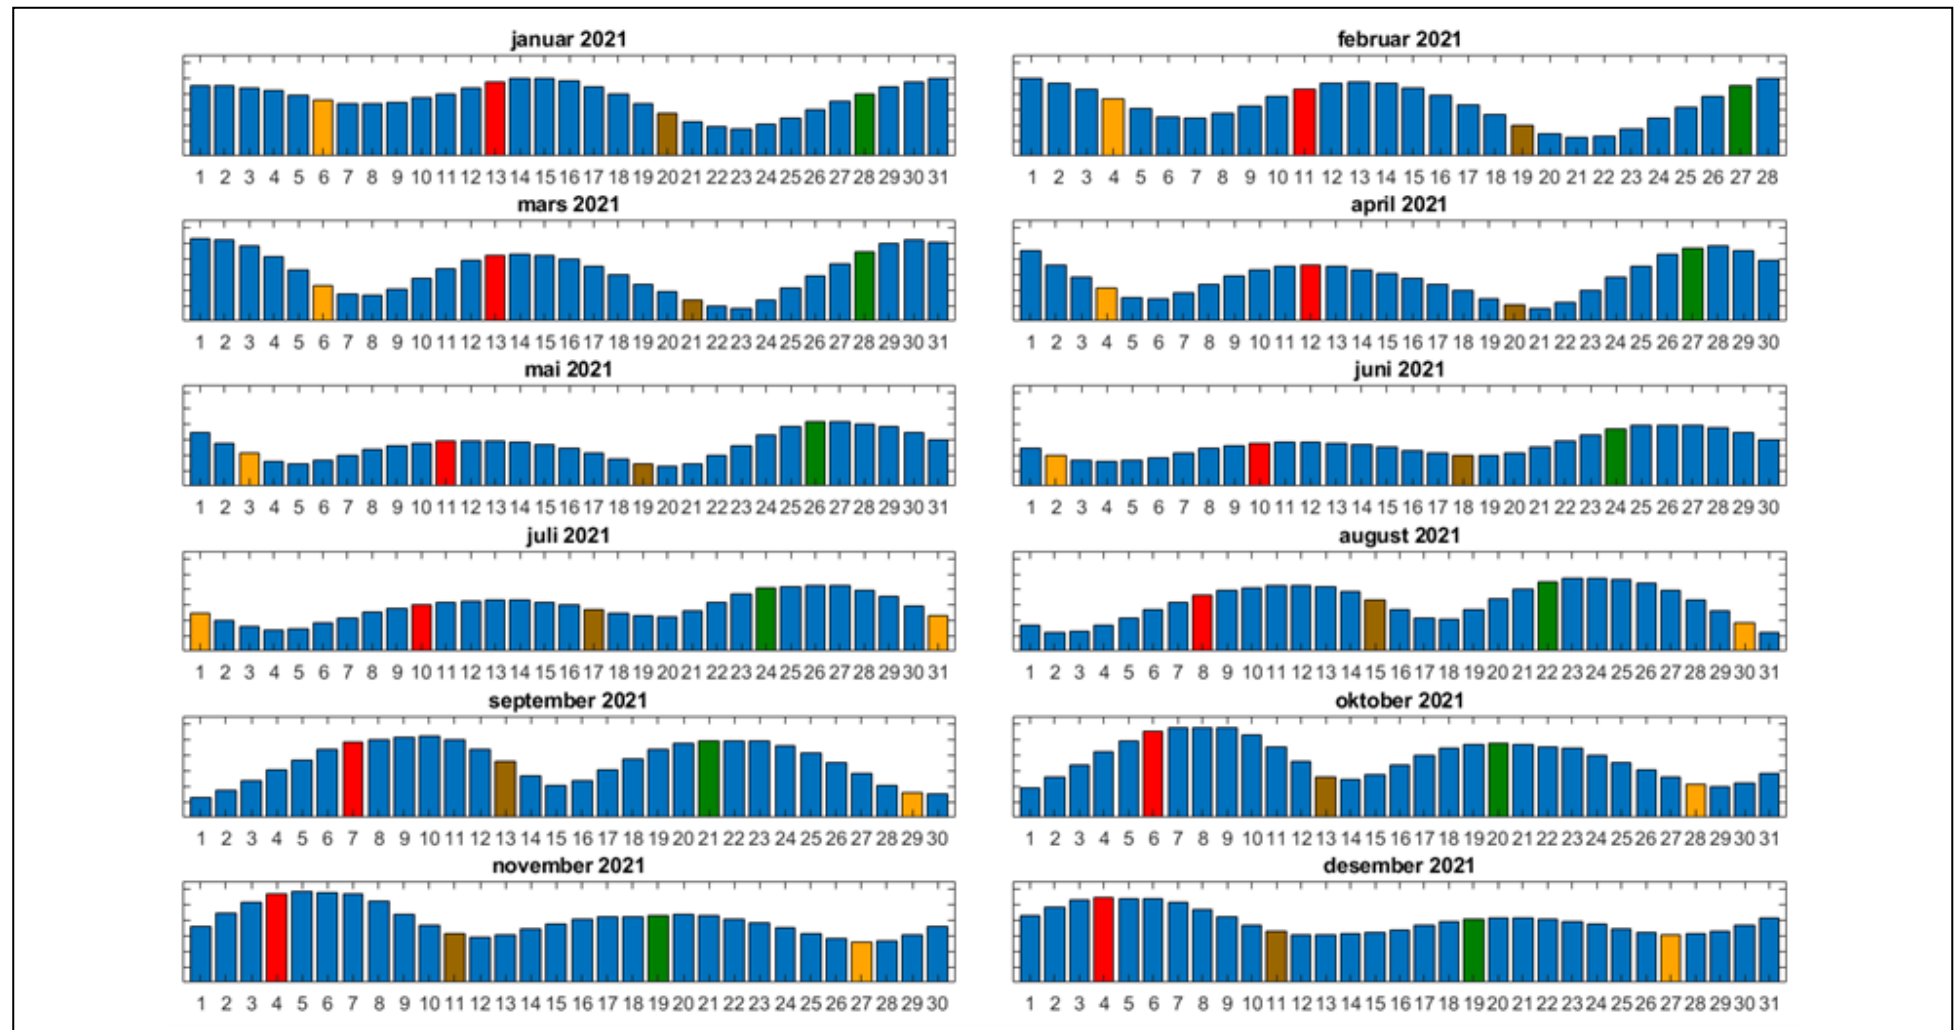 januar 2021
februar 2021
1 2 3 4 5 6 7 8 9 10 11 12 13 14 15 16 17 18 19 20 21 22 23 24 25 26 27 28 29 30 31
1 2 3 4 5 6 7 8 9 10 11 12 13 14 15 16 17 18 19 20 21 22 23 24 25 26 27 28
mars 2021
april 2021
1 2 3 4 5 6 7 8 9 10 11 12 13 14 15 16 17 18 19 20 21 22 23 24 25 26 27 28 29 30 31
1 2 3 4 5 6 7 8 9 10 11 12 13 14 15 16 17 18 19 20 21 22 23 24 25 26 27 28 29 30
mai 2021
juni 2021
1 2 3 4 5 6 7 8 9 10 11 12 13 14 15 16 17 18 19 20 21 22 23 24 25 26 27 28 29 30 31
1 2 3 4 5 6 7 8 9 10 11 12 13 14 15 16 17 18 19 20 21 22 23 24 25 26 27 28 29 30
juli 2021
august 2021
1 2 3 4 5 6 7 8 9 10 11 12 13 14 15 16 17 18 19 20 21 22 23 24 25 26 27 28 29 30 31
1 2 3 4 5 6 7 8 9 10 11 12 13 14 15 16 17 18 19 20 21 22 23 24 25 26 27 28 29 30 31
september 2021
oktober 2021
1 2 3 4 5 6 7 8 9 10 11 12 13 14 15 16 17 18 19 20 21 22 23 24 25 26 27 28 29 30
1 2 3 4 5 6 7 8 9 10 11 12 13 14 15 16 17 18 19 20 21 22 23 24 25 26 27 28 29 30 31
november 2021
desember 2021
1 2 3 4 5 6 7 8 9 10 11 12 13 14 15 16 17 18 19 20 21 22 23 24 25 26 27 28 29 30
1 2 3 4 5 6 7 8 9 10 11 12 13 14 15 16 17 18 19 20 21 22 23 24 25 26 27 28 29 30 31